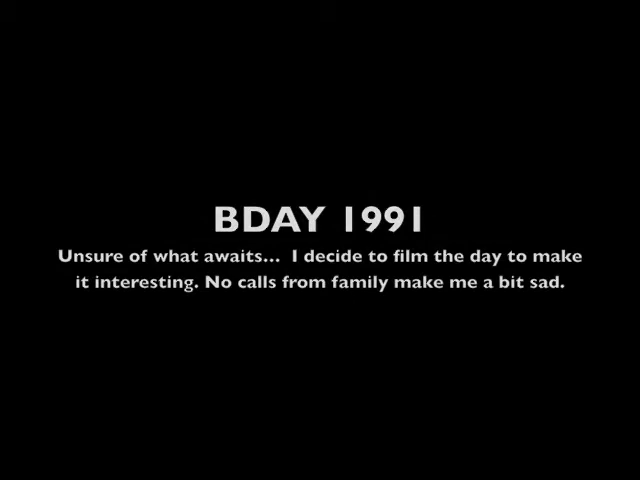 BDAY 1991
Unsure of what awaits...  I decide to film the day to make
it interesting. No calls from family make me a bit sad.